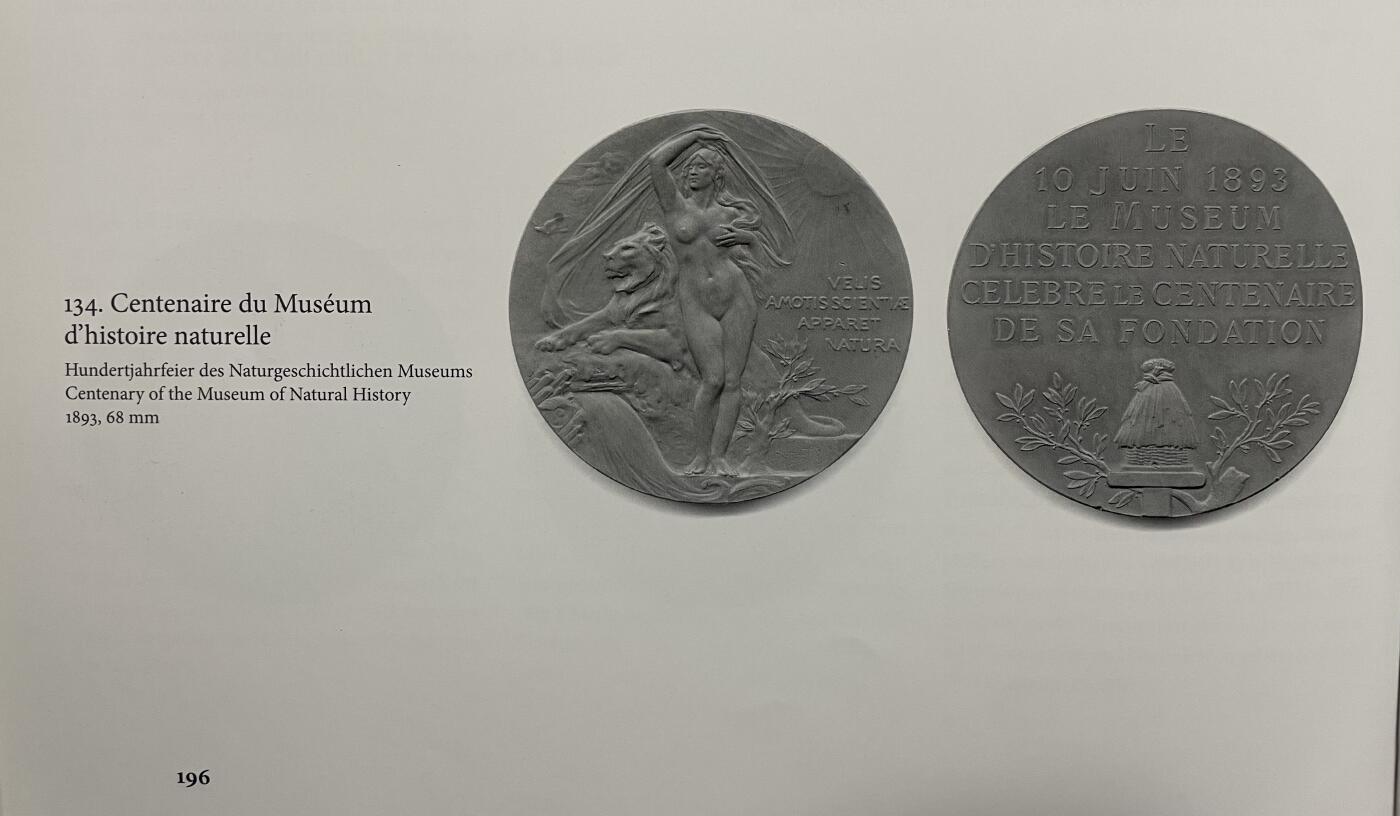 134. Centenaire du Muséum
d'histoire naturelle
Hundertjahrfeier des Naturgeschichtlichen Museums
Centenary of the Museum of Natural History
1893, 68 mm
VELIS
AMOTIS SCIENTIÆ
APPARET
NATURA
LE
10 JUIN 1893
LE MUSEUM
D'HISTOIRE NATURELLE
CELEBRE LE CENTENAIRE
DE SA FONDATION
196